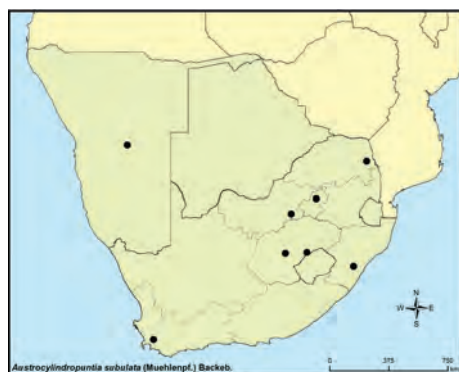 N
W E
S
Austrocylindropuntia subulata (Muehlenpf.) Backeb.
0 375 750
km